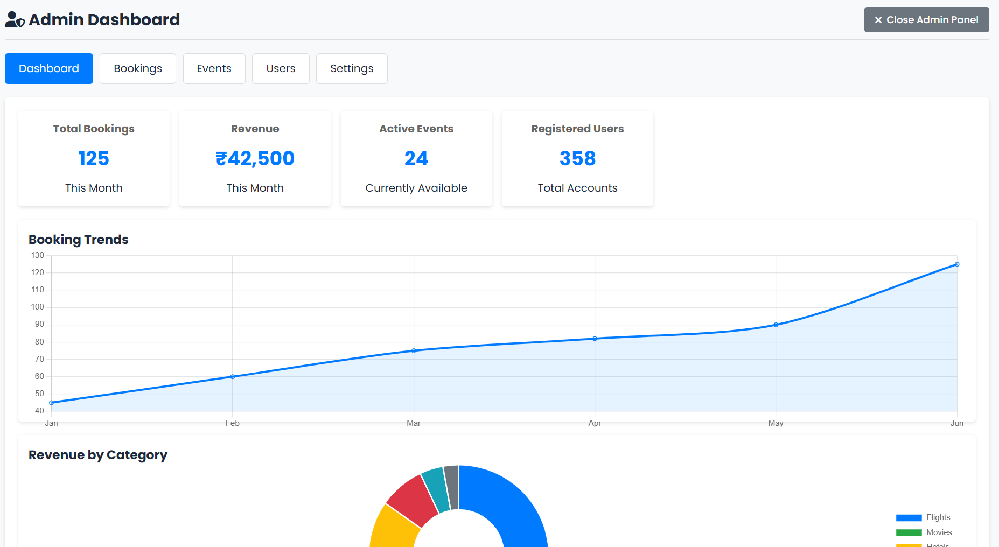 Admin Dashboard
× Close Admin Panel
Dashboard
Bookings
Events
Users
Settings
Total Bookings
125
This Month
Revenue
₹42,500
This Month
Active Events
24
Currently Available
Registered Users
358
Total Accounts
Booking Trends
130
120
110
100
90
80
70
60
50
40
Jan
Feb
Mar
Apr
May
Jun
Revenue by Category
Flights
Movies
Hotels